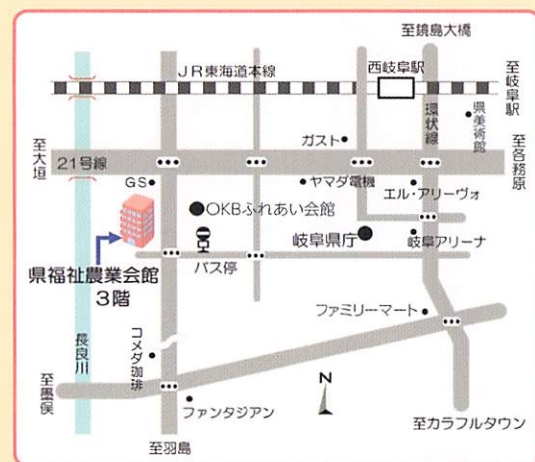 至鏡島大橋
JR東海道本線
西岐阜駅
至岐阜駅
環状線
県美術館
ガスト
至大垣
21号線
至各務原
GS
ヤマダ電機
エル・アリーヴォ
OKBふれあい会館
岐阜県庁
岐阜アリーナ
バス停
県福祉農業会館
3階
ファミリーマート
長良川
コメダ珈琲
N
至墨俣
ファンタジアン
至カラフルタウン
至羽島